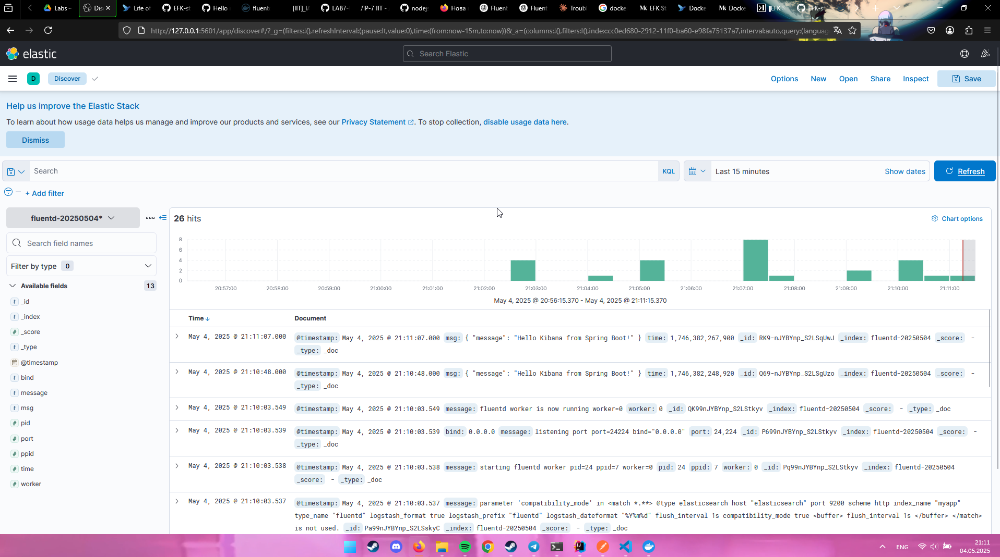 Labs -
Dis
Life of
EFK-st
Hello
fluent
[IIT]_L
LAB7-
ЛР-7 ІІТ -
nodejs
Нова
Fluent
Fluent
Troubl
docke
EFK St
Docke
Docke
EFK S
EFK-s
http://127.0.0.1:5601/app/discover#/?_g=(filters:!(),refreshInterval:(pause:!t,value:0),time:(from:now-15m,to:now))&_a=(columns:!(),filters:!(),index:cc0ed680-2912-11f0-ba60-e98fa75137a7,interval:auto,query:(languag
elastic
Search Elastic
D
Discover
Options
New
Open
Share
Inspect
Save
Help us improve the Elastic Stack
To learn about how usage data helps us manage and improve our products and services, see our Privacy Statement . To stop collection, disable usage data here.
Dismiss
Search
KQL
Last 15 minutes
Show dates
Refresh
+ Add filter
fluentd-20250504*
Search field names
Filter by type 0
Available fields 13
t _id
t _index
# _score
t _type
@timestamp
t bind
t message
t msg
# pid
# port
# ppid
# time
# worker
26 hits
Chart options
8
6
4
2
0
20:57:00 20:58:00 20:59:00 21:00:00 21:01:00 21:02:00 21:03:00 21:04:00 21:05:00 21:06:00 21:07:00 21:08:00 21:09:00 21:10:00 21:11:00
May 4, 2025 @ 20:56:15.370 - May 4, 2025 @ 21:11:15.370
Time Document
May 4, 2025 @ 21:11:07.000 @timestamp: May 4, 2025 @ 21:11:07.000 msg: { "message": "Hello Kibana from Spring Boot!" } time: 1,746,382,267,900 _id: RK9-nJYBYnp_S2LSqUwJ _index: fluentd-20250504 _score: -
_type: _doc
May 4, 2025 @ 21:10:48.000 @timestamp: May 4, 2025 @ 21:10:48.000 msg: { "message": "Hello Kibana from Spring Boot!" } time: 1,746,382,248,920 _id: Q69-nJYBYnp_S2LSgUzo _index: fluentd-20250504 _score: -
_type: _doc
May 4, 2025 @ 21:10:03.549 @timestamp: May 4, 2025 @ 21:10:03.549 message: fluentd worker is now running worker=0 worker: 0 _id: QK99nJYBYnp_S2LStkyv _index: fluentd-20250504 _score: - _type: _doc
May 4, 2025 @ 21:10:03.539 @timestamp: May 4, 2025 @ 21:10:03.539 bind: 0.0.0.0 message: listening port port=24224 bind="0.0.0.0" port: 24,224 _id: P699nJYBYnp_S2LStkyv _index: fluentd-20250504 _score: -
_type: _doc
May 4, 2025 @ 21:10:03.538 @timestamp: May 4, 2025 @ 21:10:03.538 message: starting fluentd worker pid=24 ppid=7 worker=0 pid: 24 ppid: 7 worker: 0 _id: Pq99nJYBYnp_S2LStkyv _index: fluentd-20250504
_score: - _type: _doc
May 4, 2025 @ 21:10:03.537 @timestamp: May 4, 2025 @ 21:10:03.537 message: parameter 'compatibility_mode' in <match *.**> @type elasticsearch host "elasticsearch" port 9200 scheme http index_name "myapp"
type_name "fluentd" logstash_format true logstash_prefix "fluentd" logstash_dateformat "%Y%m%d" flush_interval 1s compatibility_mode true <buffer> flush_interval 1s </buffer> </match>
is not used. _id: Pa99nJYBYnp_S2LSskyC _index: fluentd-20250504 _score: - _type: _doc
ENG
21:11
04.05.2025